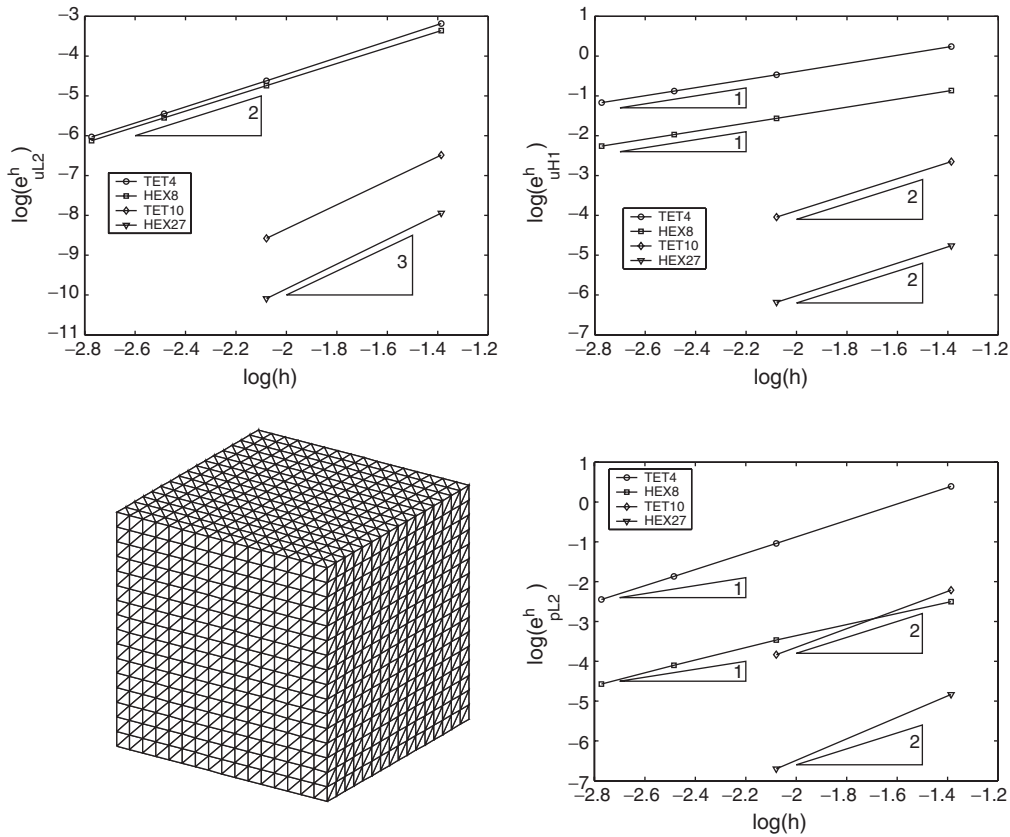 −3
−4
−5
−6
−7
−8
−9
−10
−11
log(e^h_uL2)
2
3
TET4
HEX8
TET10
HEX27
−2.8 −2.6 −2.4 −2.2 −2 −1.8 −1.6 −1.4 −1.2
log(h)
1
0
−1
−2
−3
−4
−5
−6
−7
log(e^h_uH1)
1
1
2
2
TET4
HEX8
TET10
HEX27
−2.8 −2.6 −2.4 −2.2 −2 −1.8 −1.6 −1.4 −1.2
log(h)
1
0
−1
−2
−3
−4
−5
−6
−7
log(e^h_pL2)
TET4
HEX8
TET10
HEX27
1
2
1
2
−2.8 −2.6 −2.4 −2.2 −2 −1.8 −1.6 −1.4 −1.2
log(h)